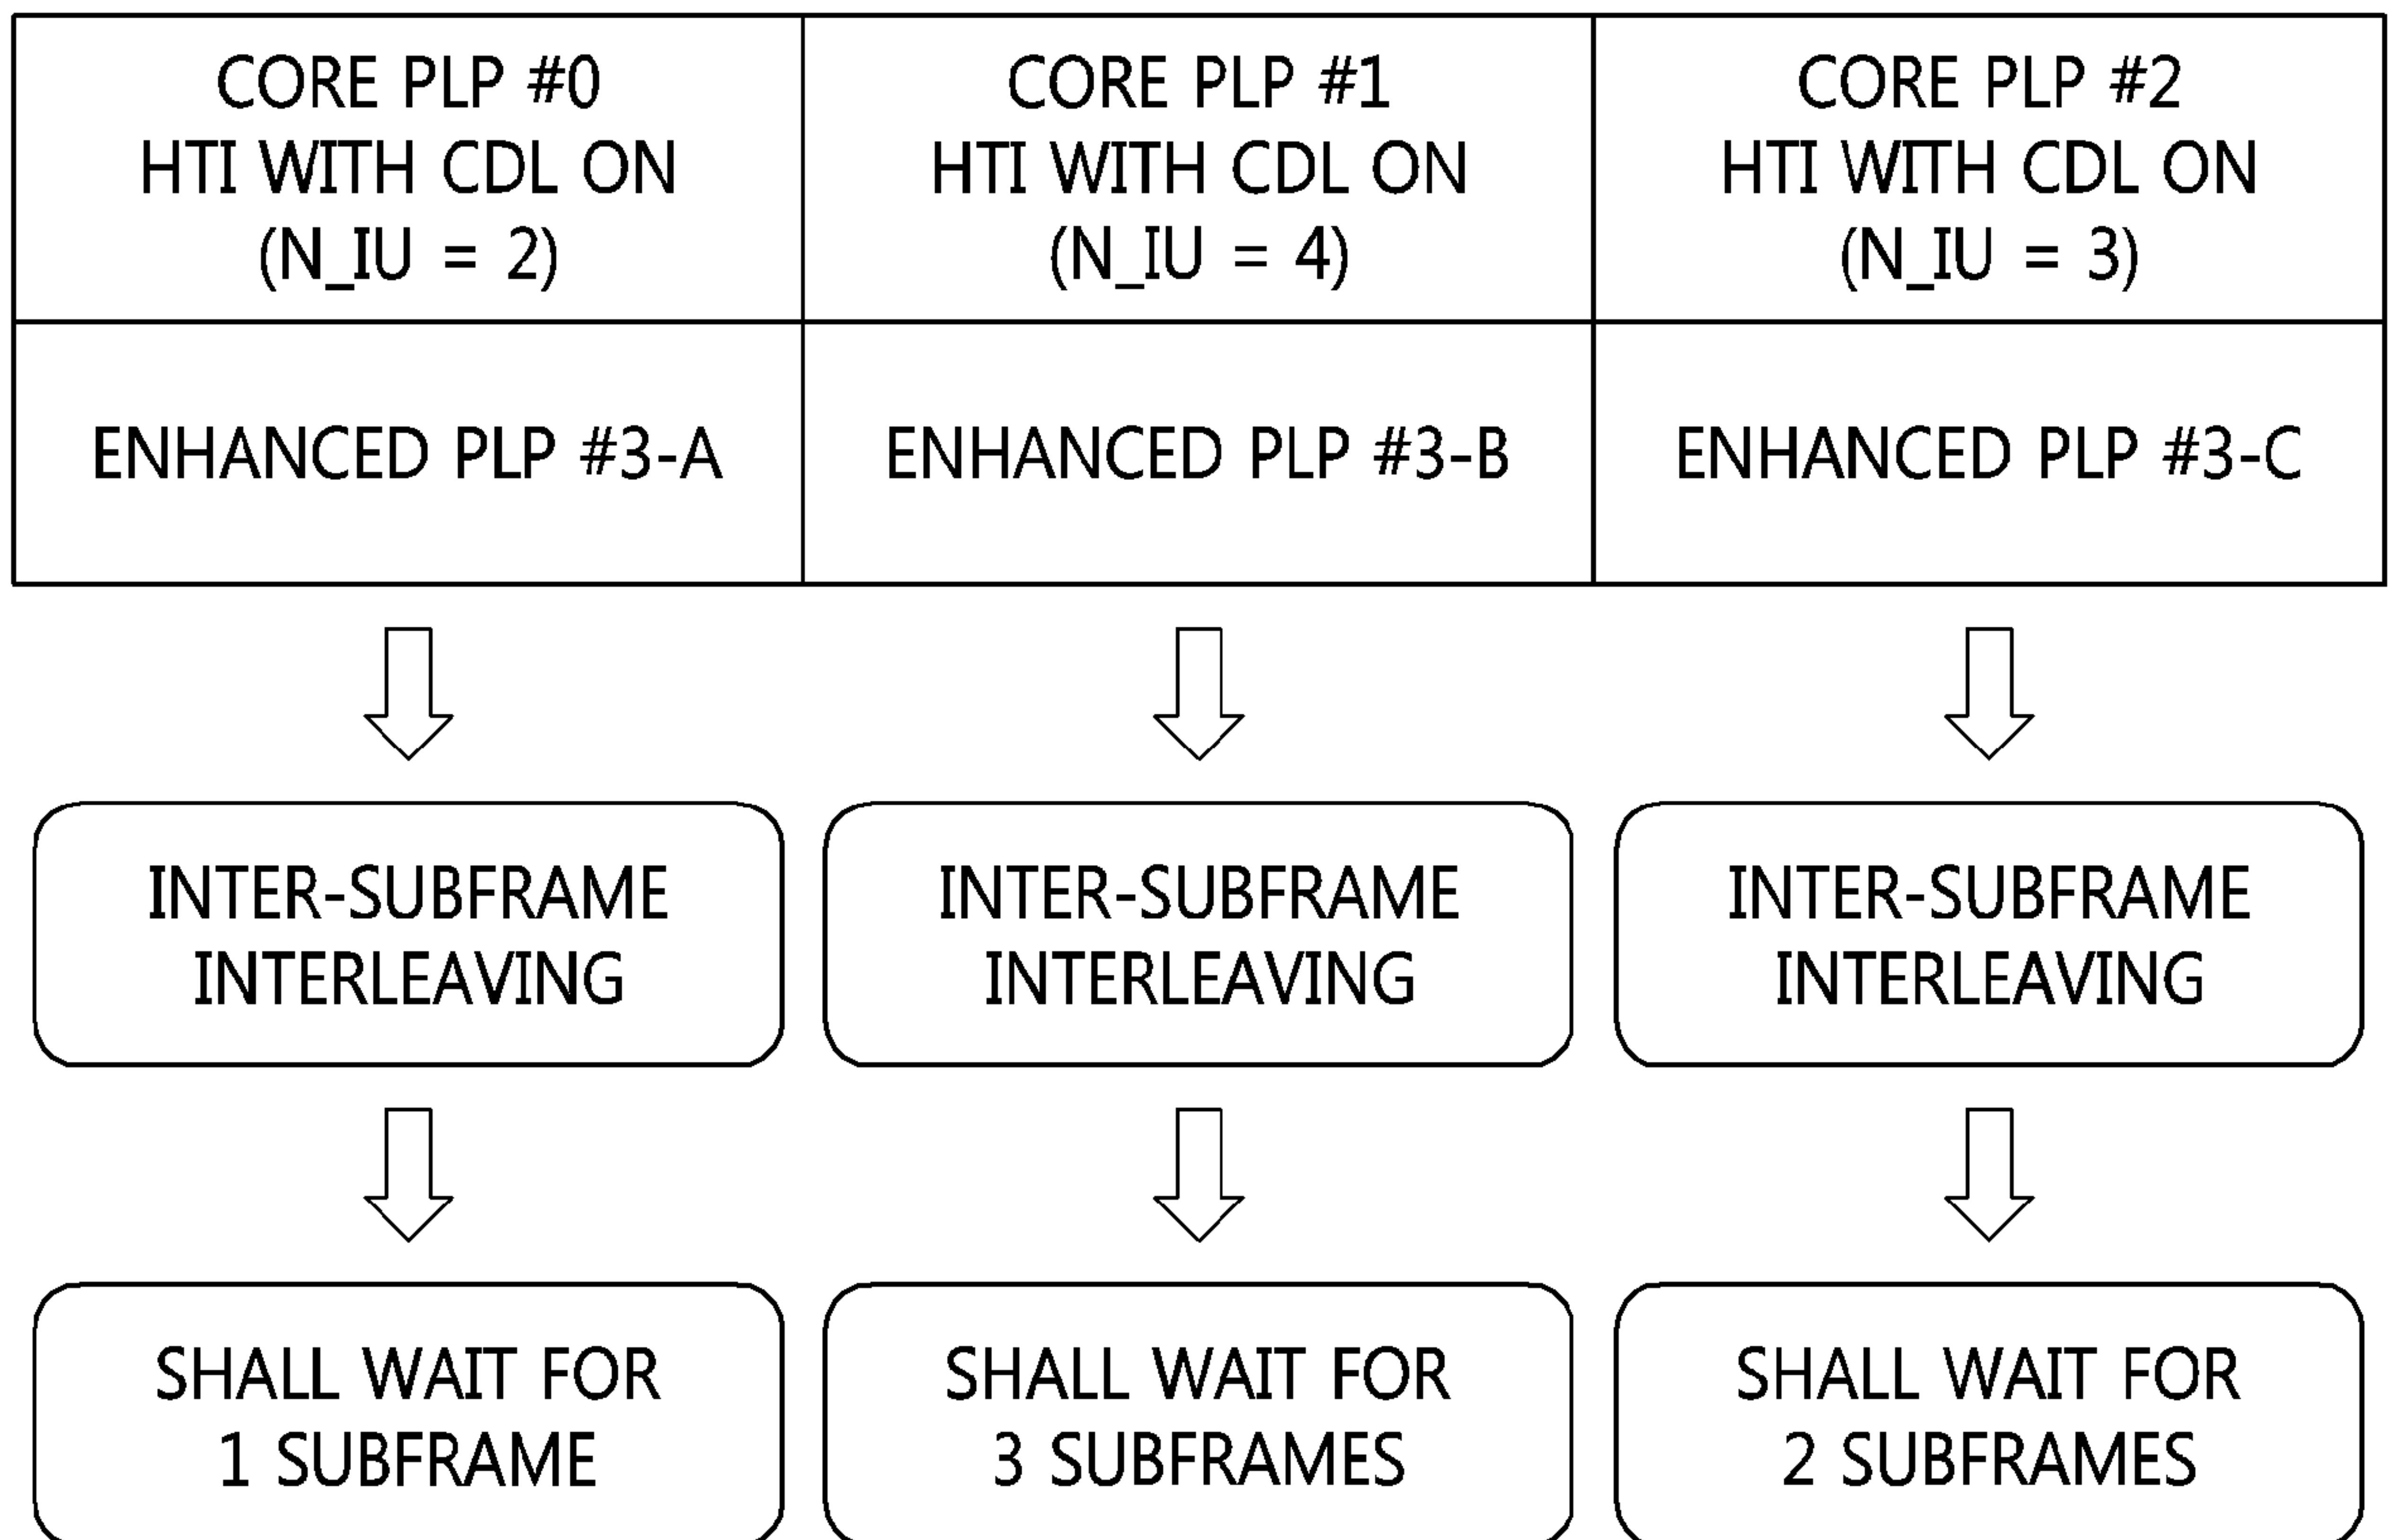 CORE PLP #0
HTI WITH CDL ON
(N_IU = 2)
CORE PLP #1
HTI WITH CDL ON
(N_IU = 4)
CORE PLP #2
HTI WITH CDL ON
(N_IU = 3)
ENHANCED PLP #3-A
ENHANCED PLP #3-B
ENHANCED PLP #3-C
INTER-SUBFRAME
INTERLEAVING
INTER-SUBFRAME
INTERLEAVING
INTER-SUBFRAME
INTERLEAVING
SHALL WAIT FOR
1 SUBFRAME
SHALL WAIT FOR
3 SUBFRAMES
SHALL WAIT FOR
2 SUBFRAMES